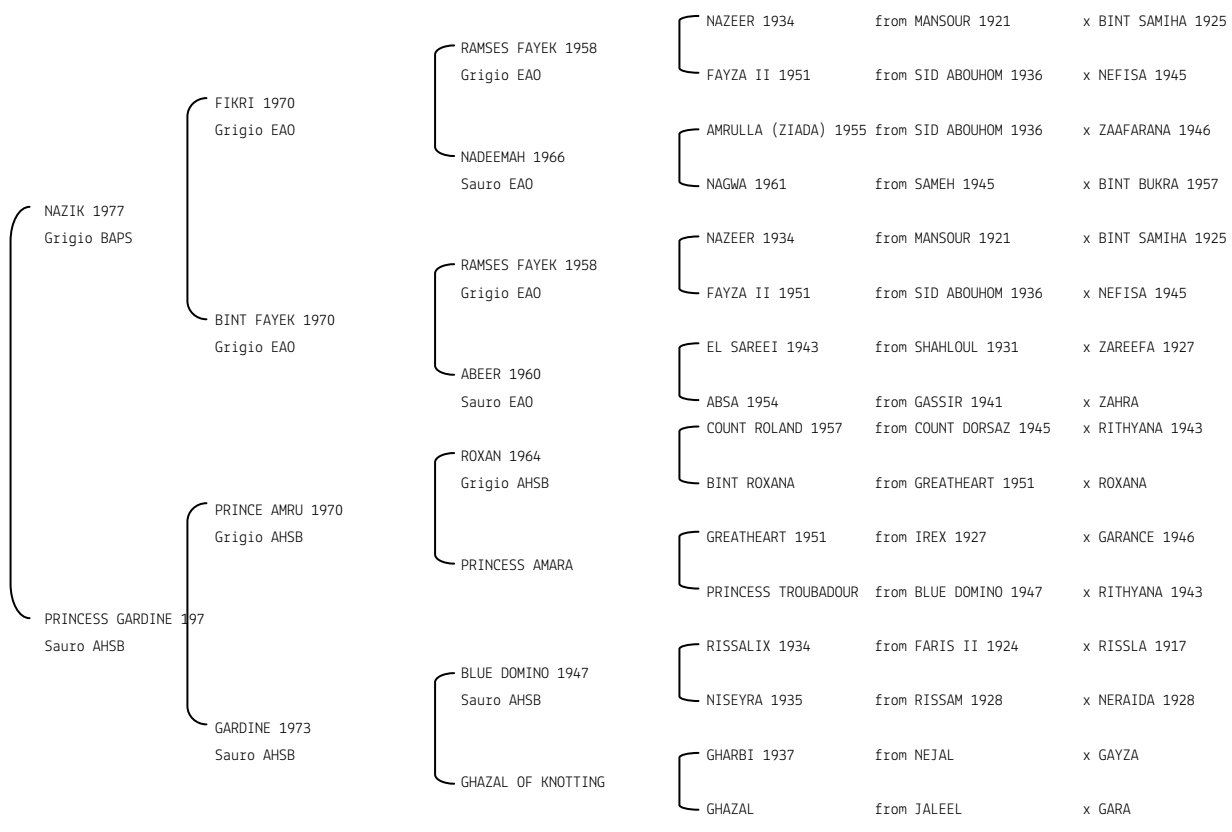 NAZEER 1934 from MANSOUR 1921 x BINT SAMIHA 1925
RAMSES FAYEK 1958
Grigio EAO
FAYZA II 1951 from SID ABOUHOM 1936 x NEFISA 1945
FIKRI 1970
Grigio EAO
AMRULLA (ZIADA) 1955 from SID ABOUHOM 1936 x ZAAFARANA 1946
NADEEMAH 1966
Sauro EAO
NAGWA 1961 from SAMEH 1945 x BINT BUKRA 1957
NAZIK 1977
Grigio BAPS
NAZEER 1934 from MANSOUR 1921 x BINT SAMIHA 1925
RAMSES FAYEK 1958
Grigio EAO
FAYZA II 1951 from SID ABOUHOM 1936 x NEFISA 1945
BINT FAYEK 1970
Grigio EAO
EL SAREEI 1943 from SHAHLOUL 1931 x ZAREEFA 1927
ABEER 1960
Sauro EAO
ABSA 1954 from GASSIR 1941 x ZAHRA
COUNT ROLAND 1957 from COUNT DORSAZ 1945 x RITHYANA 1943
ROXAN 1964
Grigio AHSB
BINT ROXANA from GREATHEART 1951 x ROXANA
PRINCE AMRU 1970
Grigio AHSB
GREATHEART 1951 from IREX 1927 x GARANCE 1946
PRINCESS AMARA
PRINCESS TROUBADOUR from BLUE DOMINO 1947 x RITHYANA 1943
PRINCESS GARDINE 197
Sauro AHSB
RISSALIX 1934 from FARIS II 1924 x RISSLA 1917
BLUE DOMINO 1947
Sauro AHSB
NISEYRA 1935 from RISSAM 1928 x NERAIDA 1928
GARDINE 1973
Sauro AHSB
GHARBI 1937 from NEJAL x GAYZA
GHAZAL OF KNOTTING
GHAZAL from JALEEL x GARA